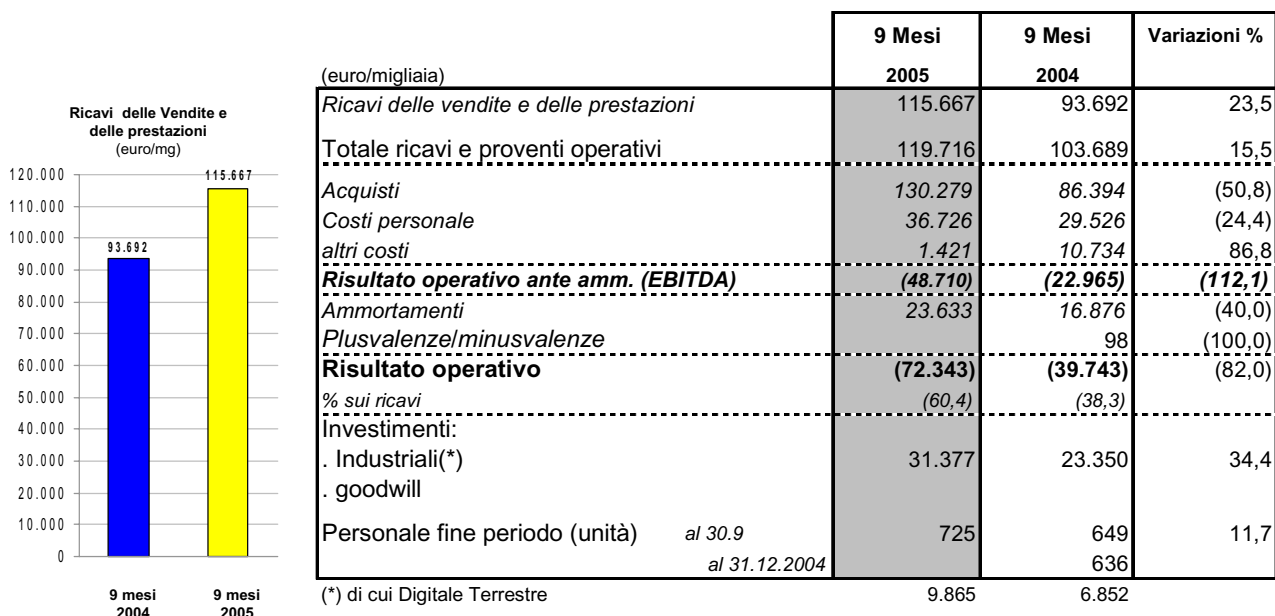 Ricavi delle Vendite e
delle prestazioni
(euro/mg)
120.000
110.000
100.000
90.000
80.000
70.000
60.000
50.000
40.000
30.000
20.000
10.000
0
93.692
115.667
9 mesi
2004
9 mesi
2005
9 Mesi 9 Mesi Variazioni %
(euro/migliaia) 2005 2004
Ricavi delle vendite e delle prestazioni 115.667 93.692 23,5
Totale ricavi e proventi operativi 119.716 103.689 15,5
Acquisti 130.279 86.394 (50,8)
Costi personale 36.726 29.526 (24,4)
altri costi 1.421 10.734 86,8
Risultato operativo ante amm. (EBITDA) (48.710) (22.965) (112,1)
Ammortamenti 23.633 16.876 (40,0)
Plusvalenze/minusvalenze 98 (100,0)
Risultato operativo (72.343) (39.743) (82,0)
% sui ricavi (60,4) (38,3)
Investimenti:
. Industriali(*) 31.377 23.350 34,4
. goodwill
Personale fine periodo (unità) al 30.9 725 649 11,7
al 31.12.2004 636
(*) di cui Digitale Terrestre 9.865 6.852